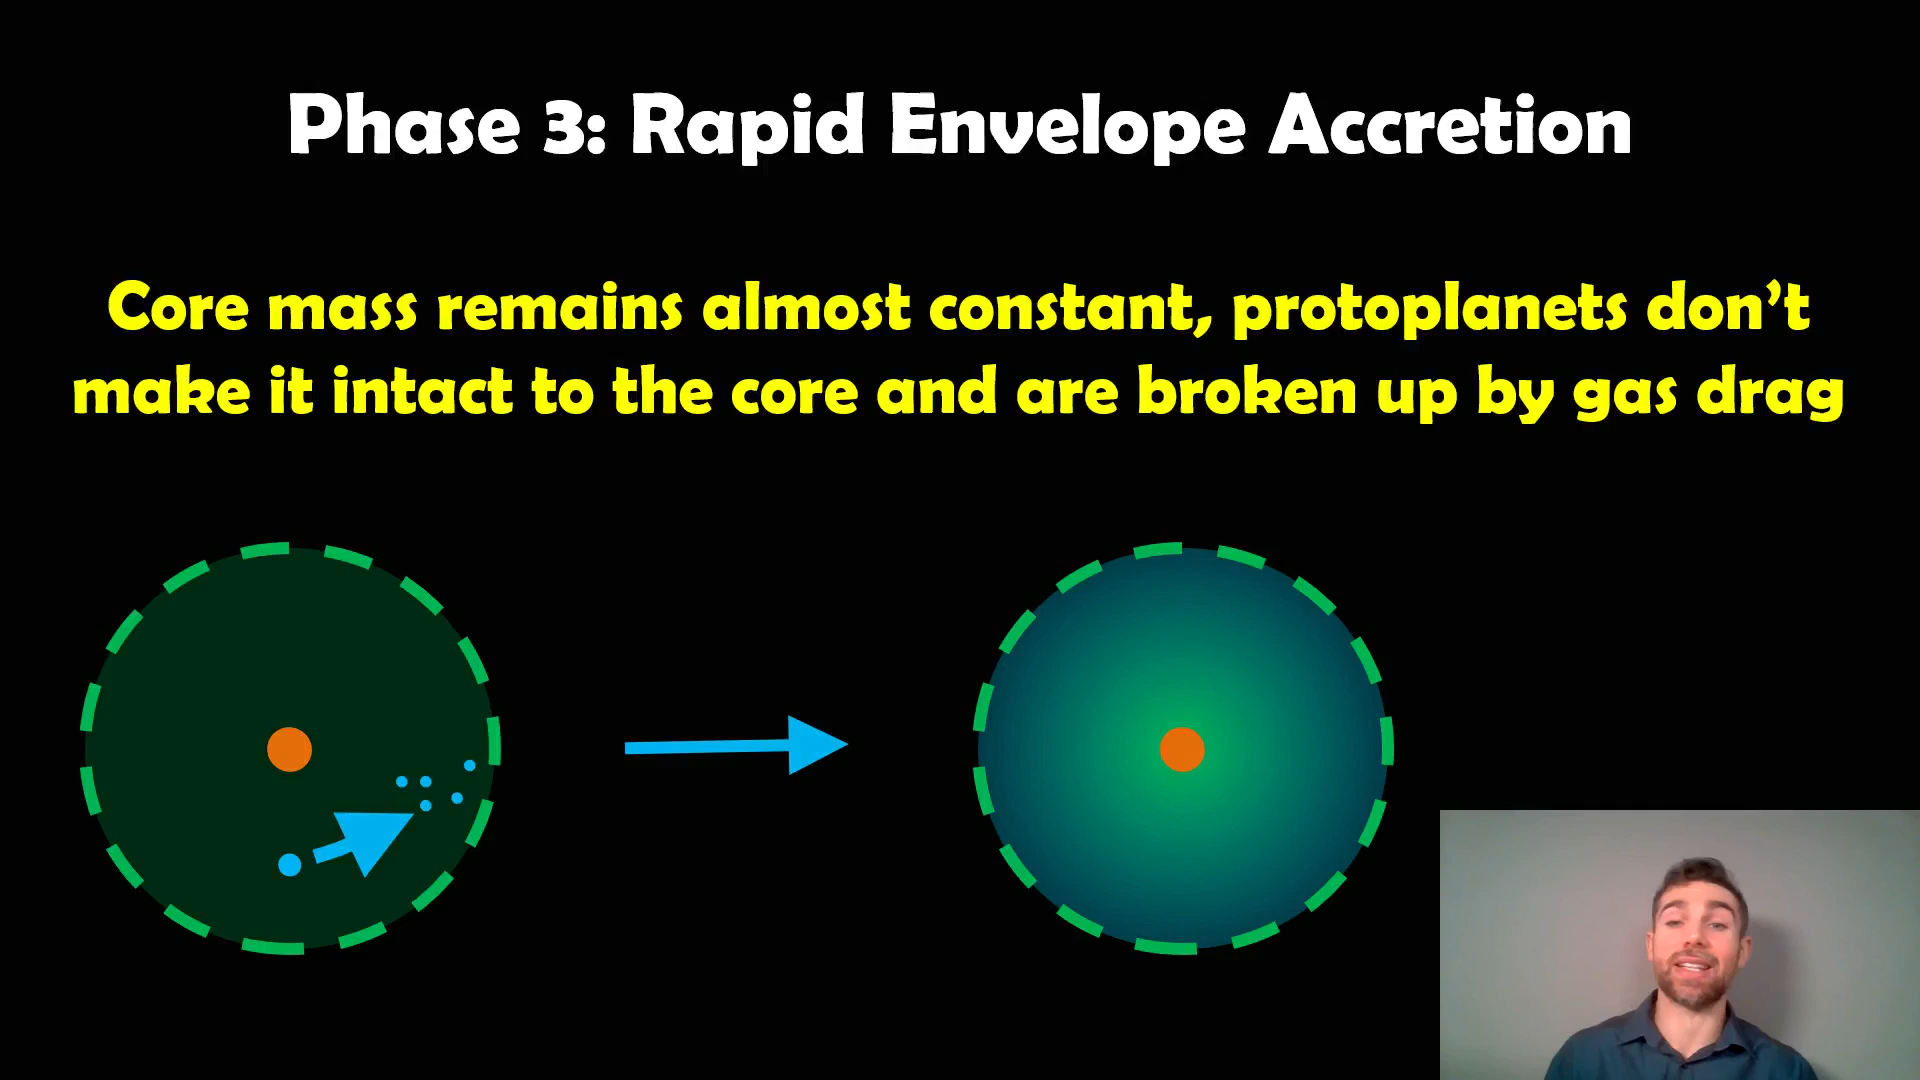 Phase 3: Rapid Envelope Accretion
Core mass remains almost constant, protoplanets don’t
make it intact to the core and are broken up by gas drag